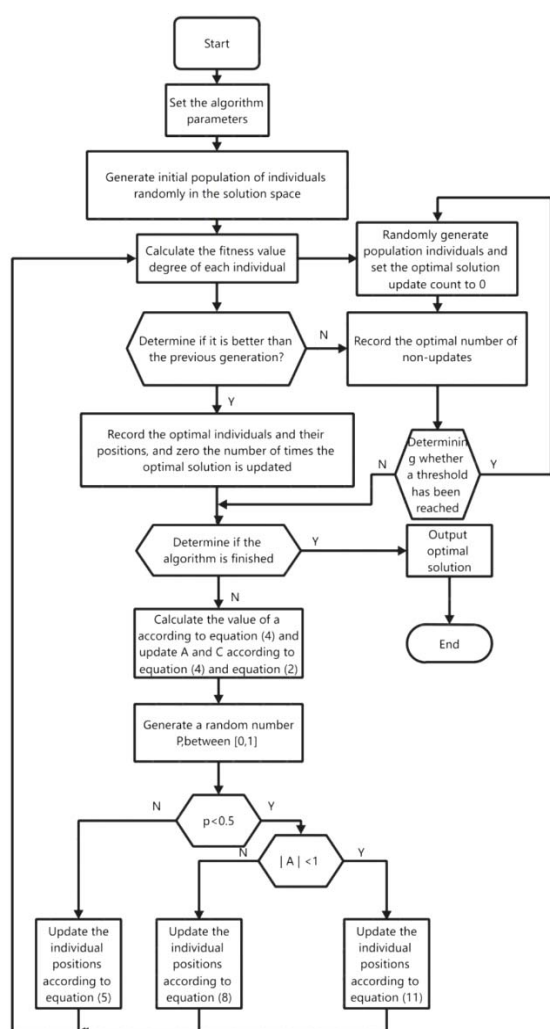 Start
Set the algorithm
parameters
Generate initial population of individuals
randomly in the solution space
Calculate the fitness value
degree of each individual
Randomly generate
population individuals and
set the optimal solution
update count to 0
Determine if it is better than
the previous generation?
N
Record the optimal number of
non-updates
Y
Record the optimal individuals and their
positions, and zero the number of times the
optimal solution is updated
N
Determinin
g whether
a threshold
has been
reached
Y
Determine if the
algorithm is finished
Y
Output
optimal
solution
N
End
Calculate the value of a
according to equation (4) and
update A and C according to
equation (4) and equation (2)
Generate a random number
P,between [0,1]
N
p<0.5
Y
N
| A | <1
Y
Update the
individual
positions
according to
equation (5)
Update the
individual
positions
according to
equation (8)
Update the
individual
positions
according to
equation (11)